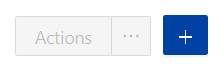 Actions ··· +